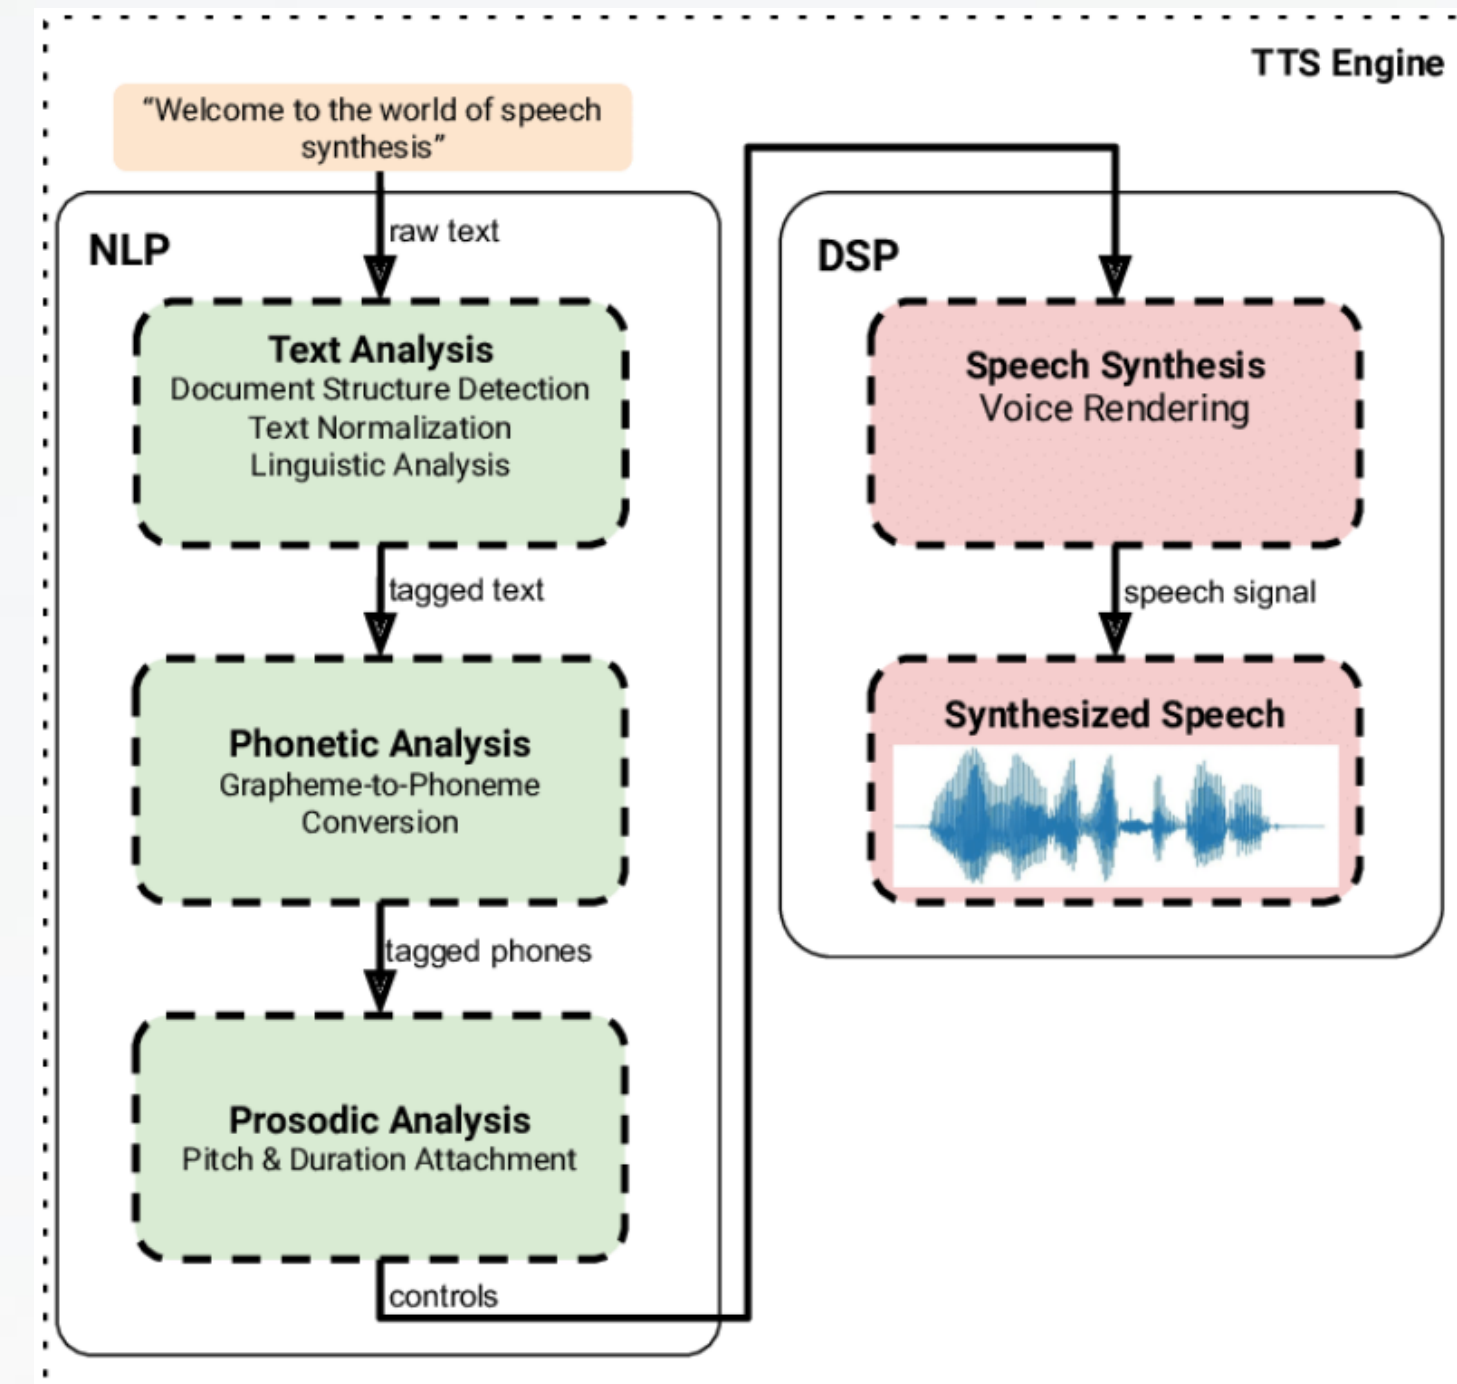 TTS Engine
“Welcome to the world of speech
synthesis”
raw text
NLP
Text Analysis
Document Structure Detection
Text Normalization
Linguistic Analysis
tagged text
Phonetic Analysis
Grapheme-to-Phoneme
Conversion
tagged phones
Prosodic Analysis
Pitch & Duration Attachment
controls
DSP
Speech Synthesis
Voice Rendering
speech signal
Synthesized Speech